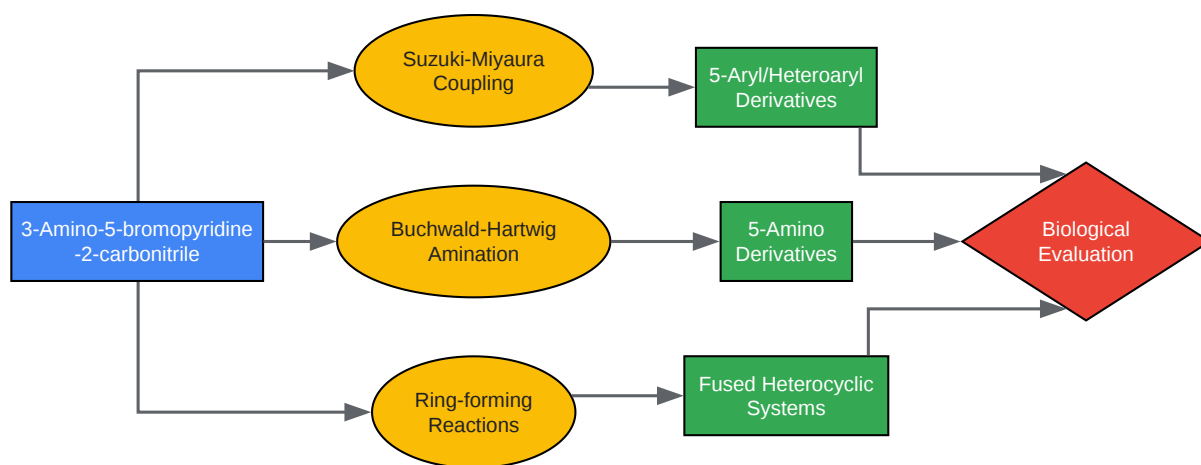 Suzuki-Miyaura
Coupling
5-Aryl/Heteroaryl
Derivatives
3-Amino-5-bromopyridine
-2-carbonitrile
Buchwald-Hartwig
Amination
5-Amino
Derivatives
Biological
Evaluation
Ring-forming
Reactions
Fused Heterocyclic
Systems